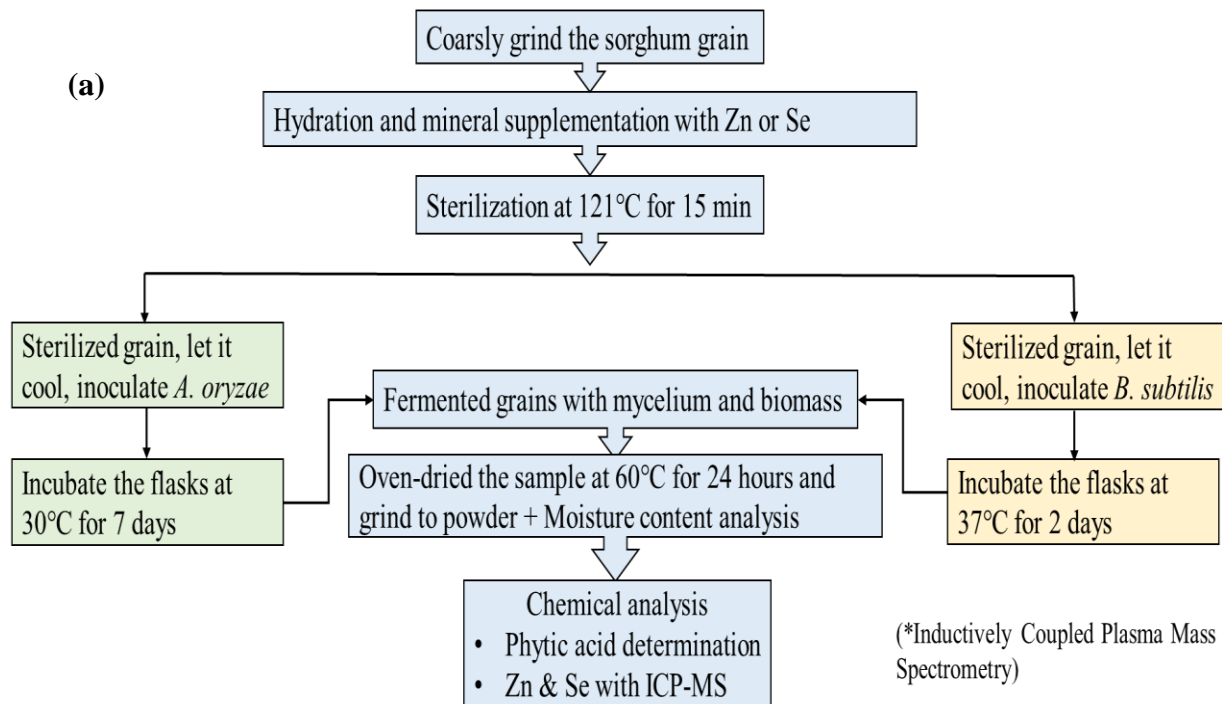 (a)
Coarsly grind the sorghum grain
Hydration and mineral supplementation with Zn or Se
Sterilization at 121°C for 15 min
Sterilized grain, let it
cool, inoculate A. oryzae
Incubate the flasks at
30°C for 7 days
Sterilized grain, let it
cool, inoculate B. subtilis
Incubate the flasks at
37°C for 2 days
Fermented grains with mycelium and biomass
Oven-dried the sample at 60°C for 24 hours and
grind to powder + Moisture content analysis
Chemical analysis
• Phytic acid determination
• Zn & Se with ICP-MS
(*Inductively Coupled Plasma Mass
Spectrometry)